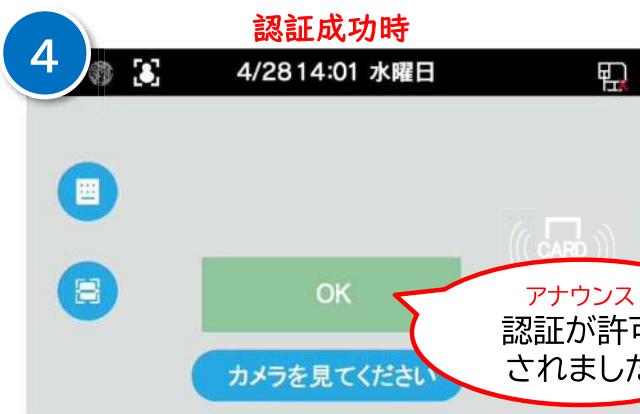 認証成功時
4
4/28 14:01 水曜日
CARD
OK
アナウンス
認証が許可
されました
カメラを見てください